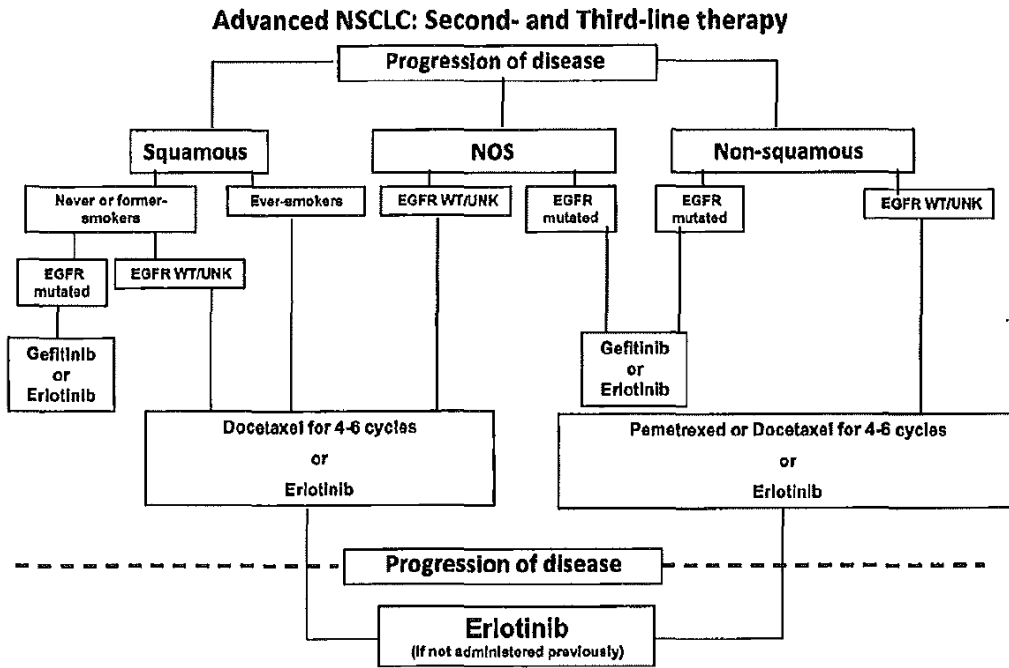 Advanced NSCLC: Second- and Third-line therapy
Progression of disease
Squamous
NOS
Non-squamous
Never or former-
smokers
Ever-smokers
EGFR WT/UNK
EGFR
mutated
EGFR
mutated
EGFR WT/UNK
EGFR
mutated
EGFR WT/UNK
Gefitinib
or
Erlotinib
Gefitinib
or
Erlotinib
Docetaxel for 4-6 cycles
or
Erlotinib
Pemetrexed or Docetaxel for 4-6 cycles
or
Erlotinib
Progression of disease
Erlotinib
(if not administered previously)